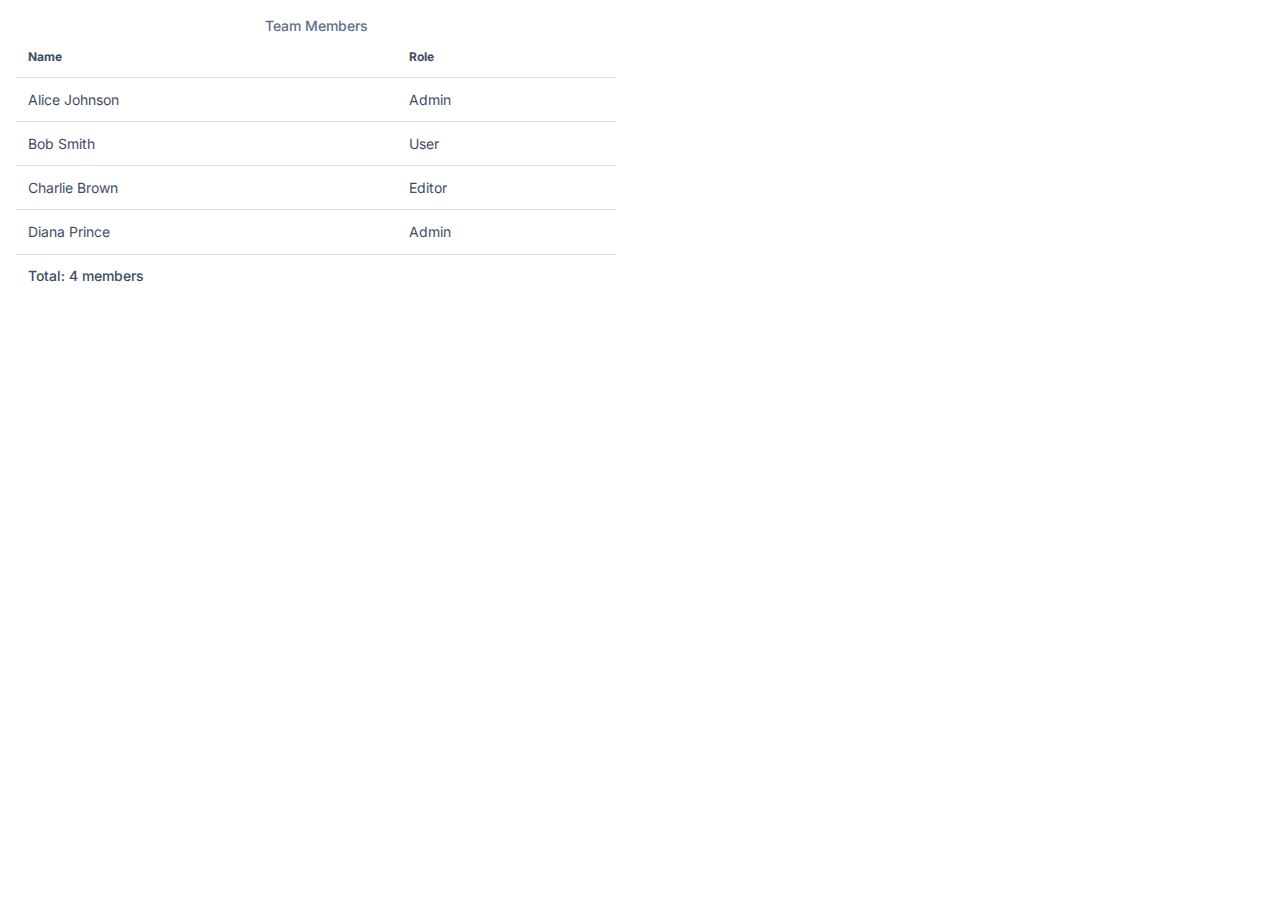 Team Members
Name Role
Alice Johnson Admin
Bob Smith User
Charlie Brown Editor
Diana Prince Admin
Total: 4 members